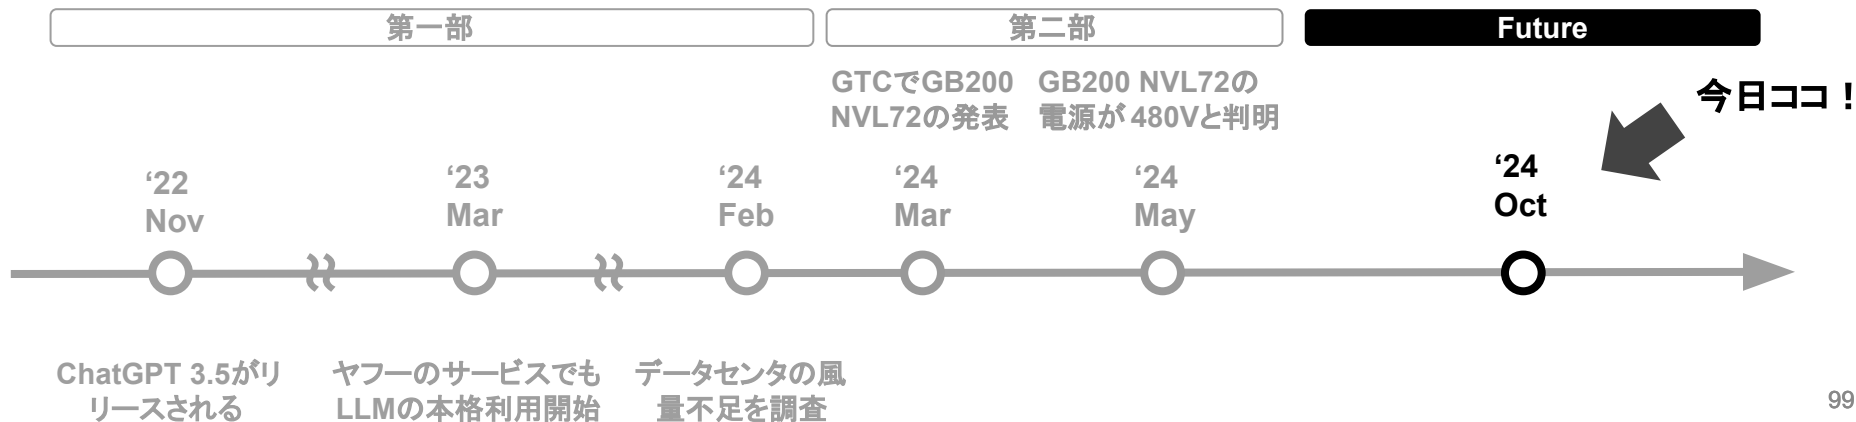 第一部
第二部
Future
GTCでGB200
NVL72の発表
GB200 NVL72の
電源が 480Vと判明
今日ココ！
‘22
Nov
‘23
Mar
‘24
Feb
‘24
Mar
‘24
May
‘24
Oct
ChatGPT 3.5がリ
リースされる
ヤフーのサービスでも
LLMの本格利用開始
データセンタの風
量不足を調査
99